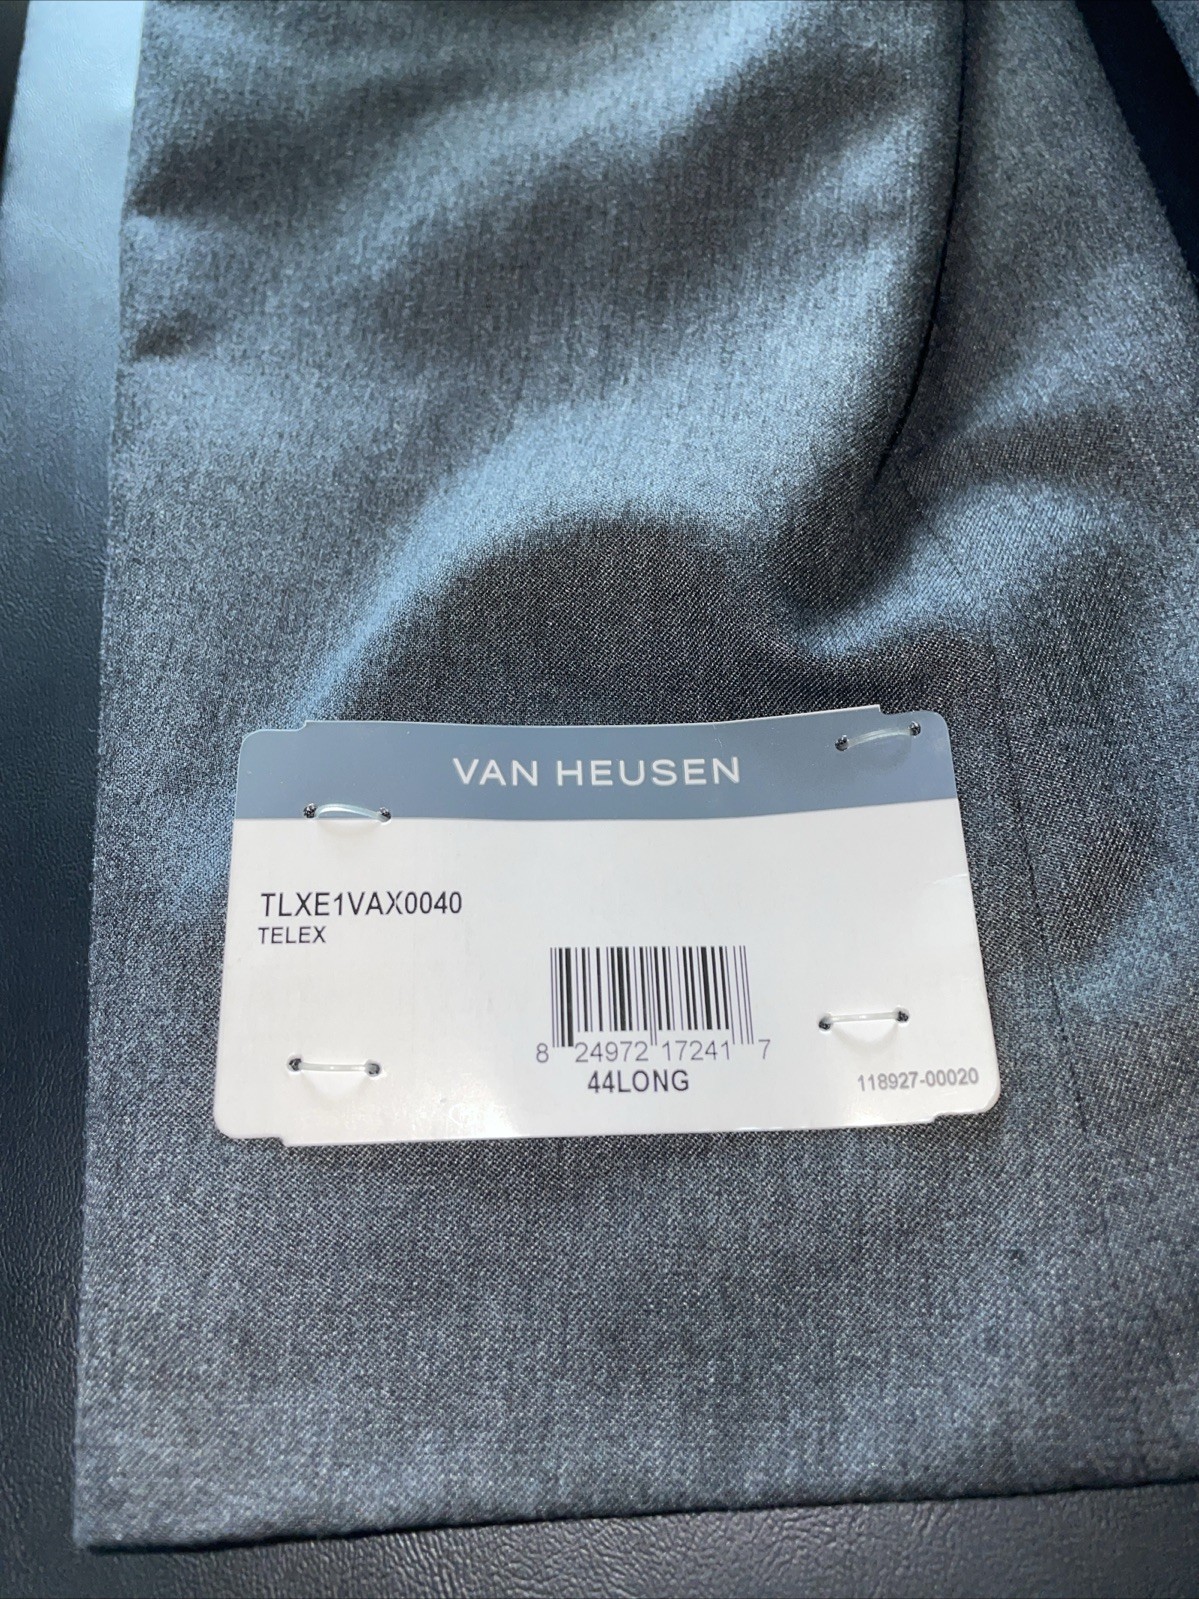 VAN HEUSEN
TLXE1VAX0040
TELEX
8 24972 17241 7
44LONG
118927-00020